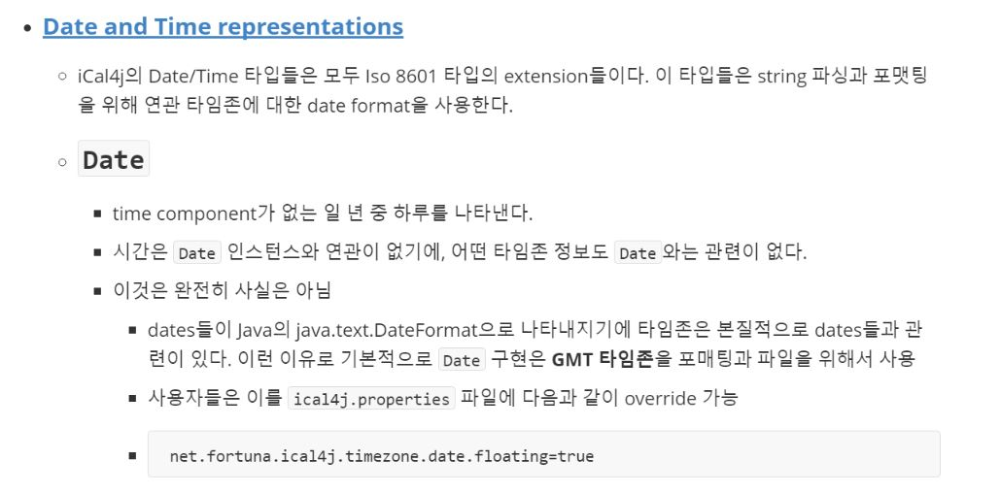 Date and Time representations
iCal4j의 Date/Time 타입들은 모두 Iso 8601 타입의 extension들이다. 이 타입들은 string 파싱과 포맷팅
을 위해 연관 타임존에 대한 date format을 사용한다.
Date
time component가 없는 일 년 중 하루를 나타낸다.
시간은 Date 인스턴스와 연관이 없기에, 어떤 타임존 정보도 Date 와는 관련이 없다.
이것은 완전히 사실은 아님
dates들이 Java의 java.text.DateFormat으로 나타내지기에 타임존은 본질적으로 dates들과 관
련이 있다. 이런 이유로 기본적으로 Date 구현은 GMT 타임존을 포매팅과 파일을 위해서 사용
사용자들은 이를 ical4j.properties 파일에 다음과 같이 override 가능
net.fortuna.ical4j.timezone.date.floating=true